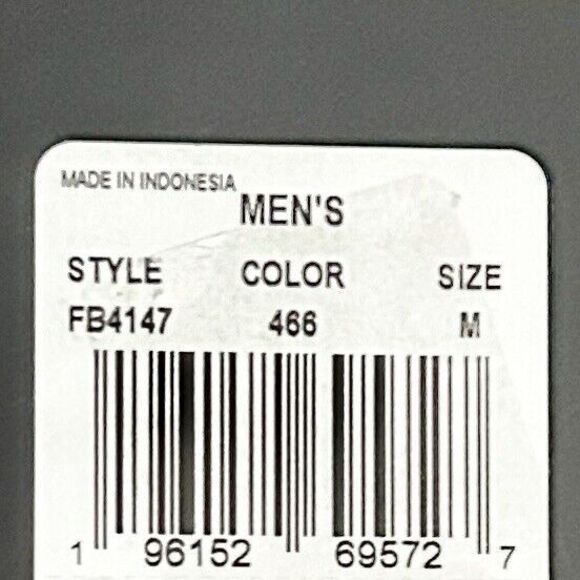 MADE IN INDONESIA
MEN'S
STYLE COLOR SIZE
FB4147 466 M
1 96152 69572 7